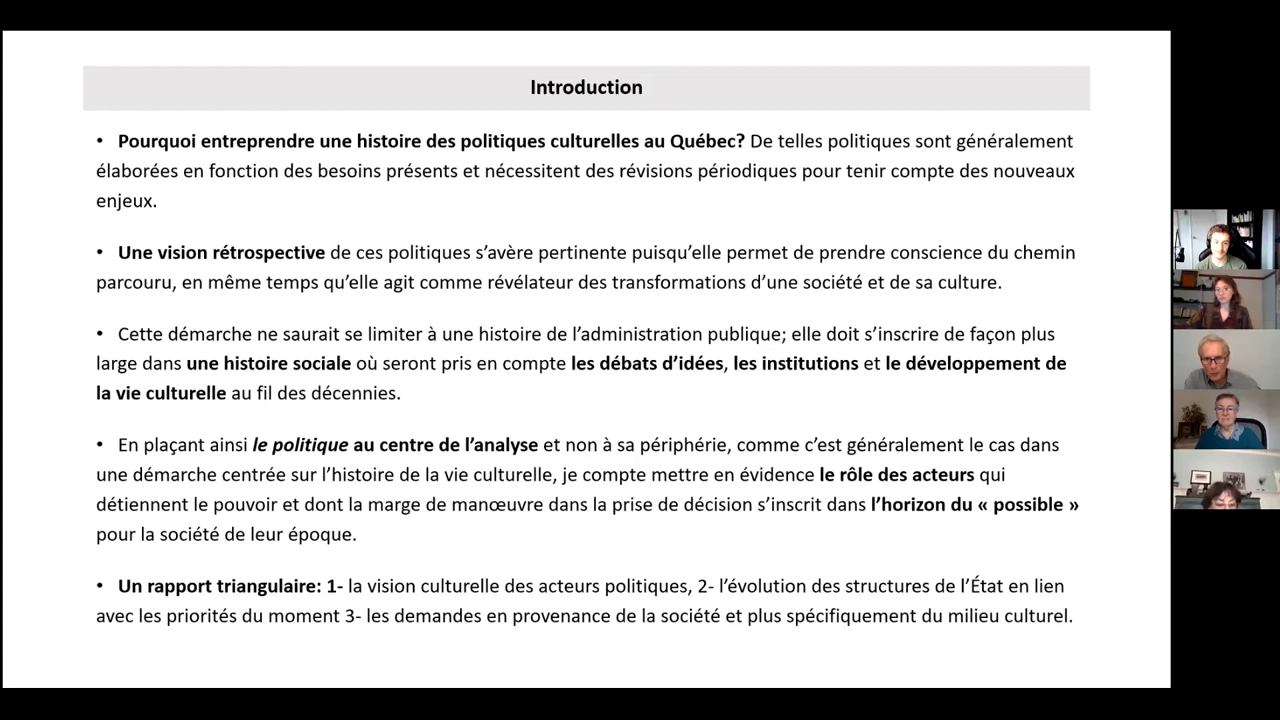 Introduction
• Pourquoi entreprendre une histoire des politiques culturelles au Québec? De telles politiques sont généralement
élaborées en fonction des besoins présents et nécessitent des révisions périodiques pour tenir compte des nouveaux
enjeux.
• Une vision rétrospective de ces politiques s’avère pertinente puisqu’elle permet de prendre conscience du chemin
parcouru, en même temps qu’elle agit comme révélateur des transformations d’une société et de sa culture.
• Cette démarche ne saurait se limiter à une histoire de l’administration publique; elle doit s’inscrire de façon plus
large dans une histoire sociale où seront pris en compte les débats d’idées, les institutions et le développement de
la vie culturelle au fil des décennies.
• En plaçant ainsi le politique au centre de l’analyse et non à sa périphérie, comme c’est généralement le cas dans
une démarche centrée sur l’histoire de la vie culturelle, je compte mettre en évidence le rôle des acteurs qui
détiennent le pouvoir et dont la marge de manœuvre dans la prise de décision s’inscrit dans l’horizon du « possible »
pour la société de leur époque.
• Un rapport triangulaire: 1- la vision culturelle des acteurs politiques, 2- l’évolution des structures de l’État en lien
avec les priorités du moment 3- les demandes en provenance de la société et plus spécifiquement du milieu culturel.